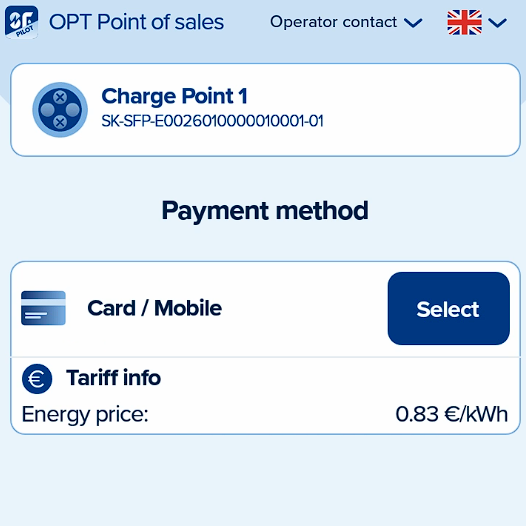 PILOT
OPT Point of sales
Operator contact
Charge Point 1
SK-SFP-E0026010000010001-01
Payment method
Card / Mobile
Select
Tariff info
Energy price: 0.83 €/kWh